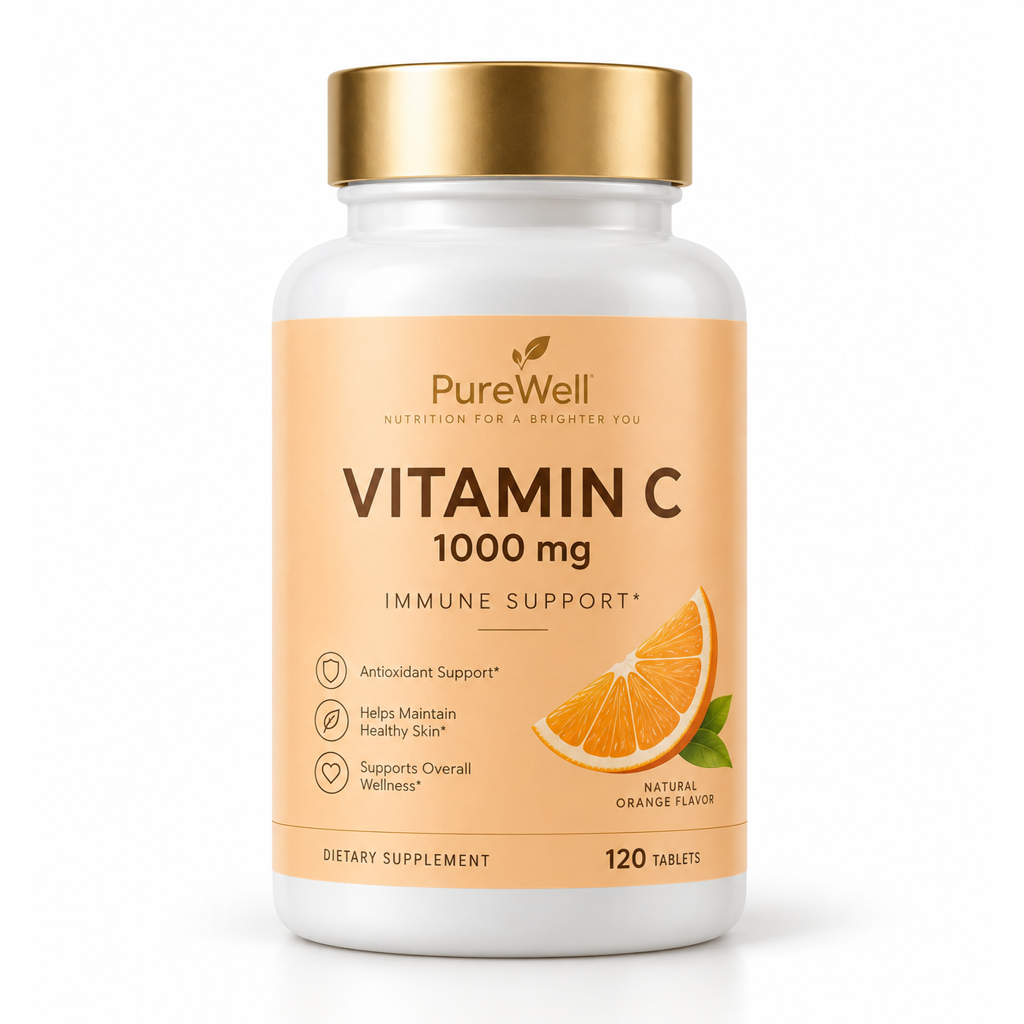 PureWell
NUTRITION FOR A BRIGHTER YOU
VITAMIN C
1000 mg
IMMUNE SUPPORT*
Antioxidant Support*
Helps Maintain
Healthy Skin*
Supports Overall
Wellness*
NATURAL
ORANGE FLAVOR
DIETARY SUPPLEMENT
120 TABLETS